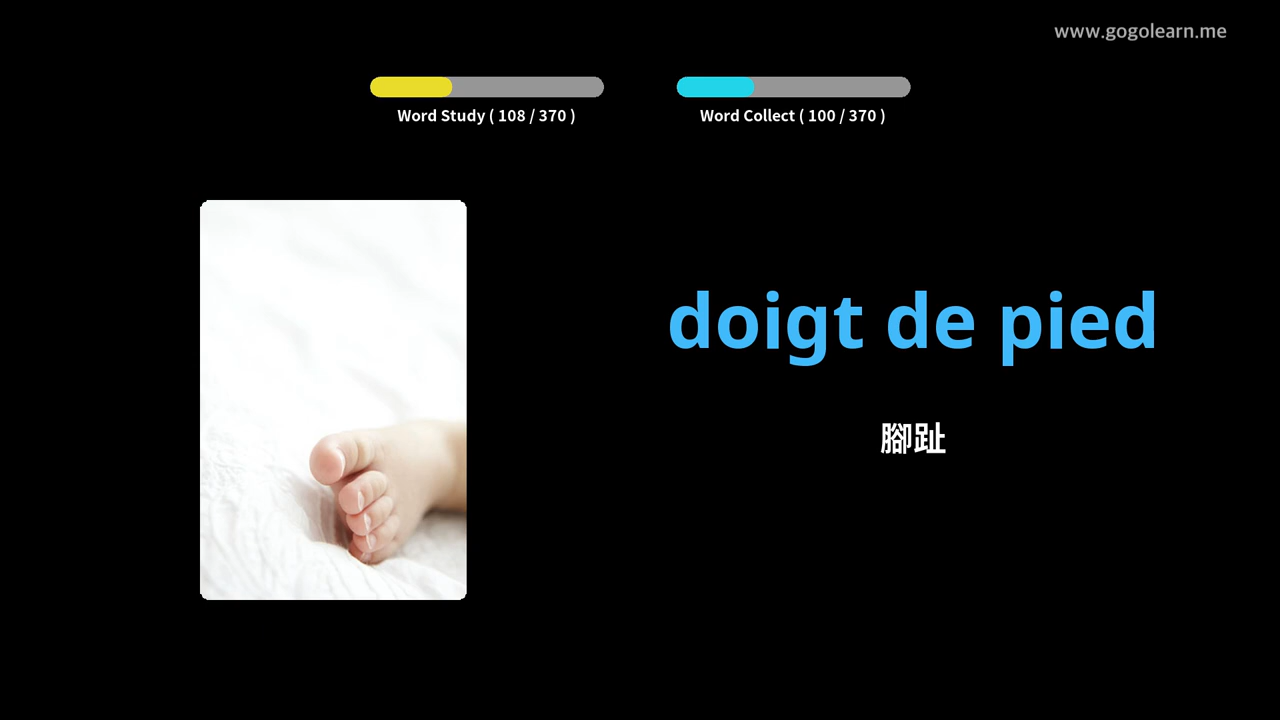 www.gogolearn.me
Word Study ( 108 / 370 )
Word Collect ( 100 / 370 )
doigt de pied
腳趾